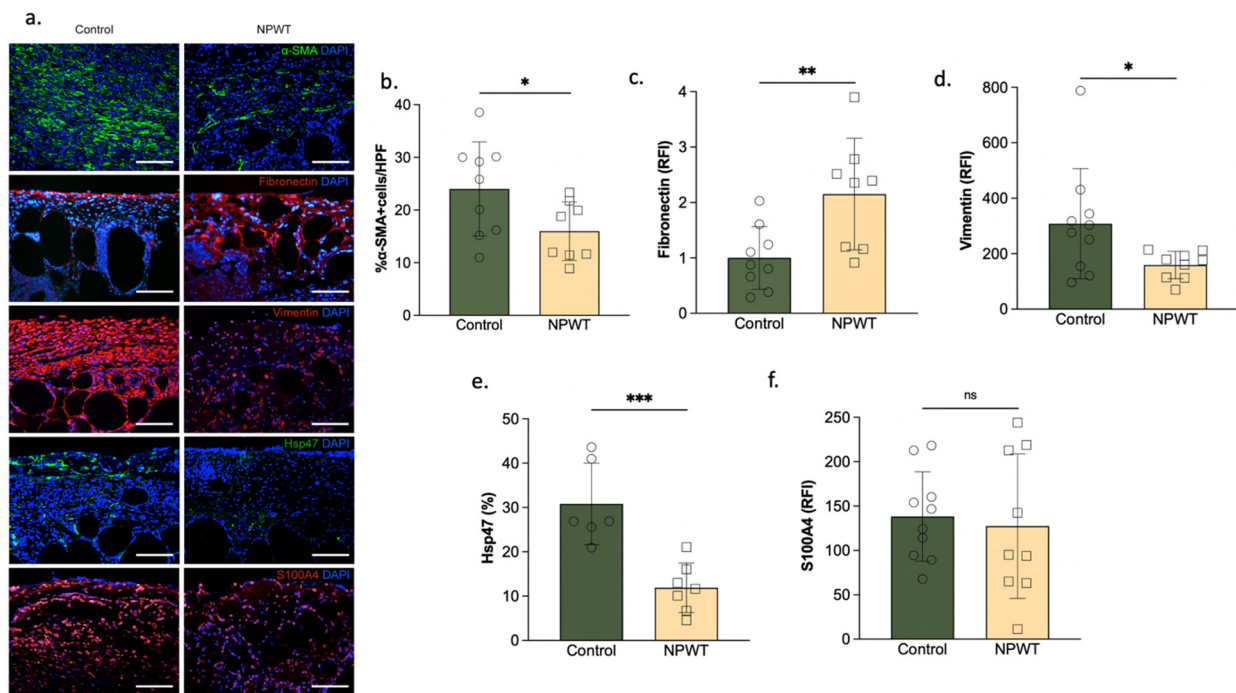 a.
Control
NPWT
α-SMA DAPI
Fibronectin DAPI
Vimentin DAPI
Hsp47 DAPI
S100A4 DAPI
b.
*
%α-SMA+cells/HPF
40
30
20
10
0
Control
NPWT
c.
**
Fibronectin (RFI)
4
3
2
1
0
Control
NPWT
d.
*
Vimentin (RFI)
800
600
400
200
0
Control
NPWT
e.
***
Hsp47 (%)
50
40
30
20
10
0
Control
NPWT
f.
ns
S100A4 (RFI)
250
200
150
100
50
0
Control
NPWT